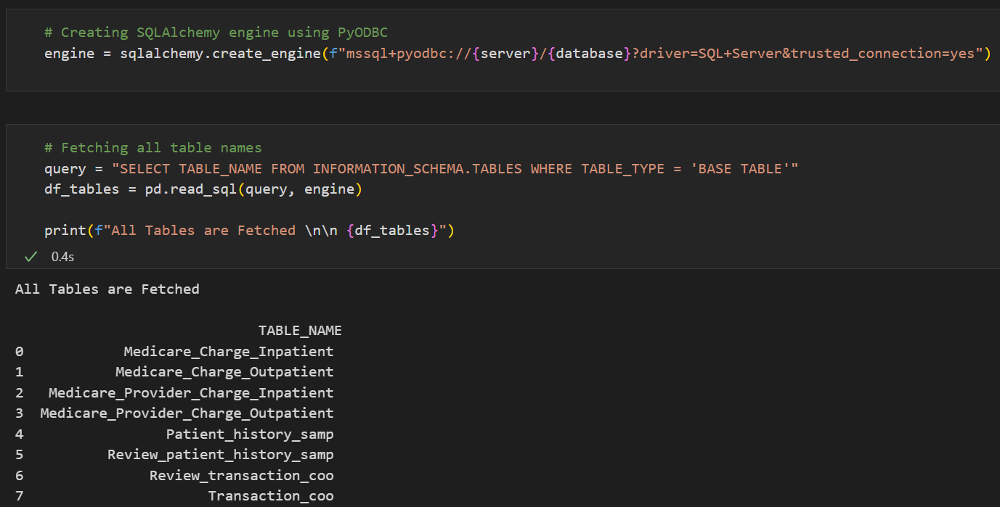 # Creating SQLAlchemy engine using PyODBC
engine = sqlalchemy.create_engine(f"mssql+pyodbc://{server}/{database}?driver=SQL+Server&trusted_connection=yes")
# Fetching all table names
query = "SELECT TABLE_NAME FROM INFORMATION_SCHEMA.TABLES WHERE TABLE_TYPE = 'BASE TABLE'"
df_tables = pd.read_sql(query, engine)
print(f"All Tables are Fetched \n\n {df_tables}")
0.4s
All Tables are Fetched
TABLE_NAME
0 Medicare_Charge_Inpatient
1 Medicare_Charge_Outpatient
2 Medicare_Provider_Charge_Inpatient
3 Medicare_Provider_Charge_Outpatient
4 Patient_history_samp
5 Review_patient_history_samp
6 Review_transaction_coo
7 Transaction_coo